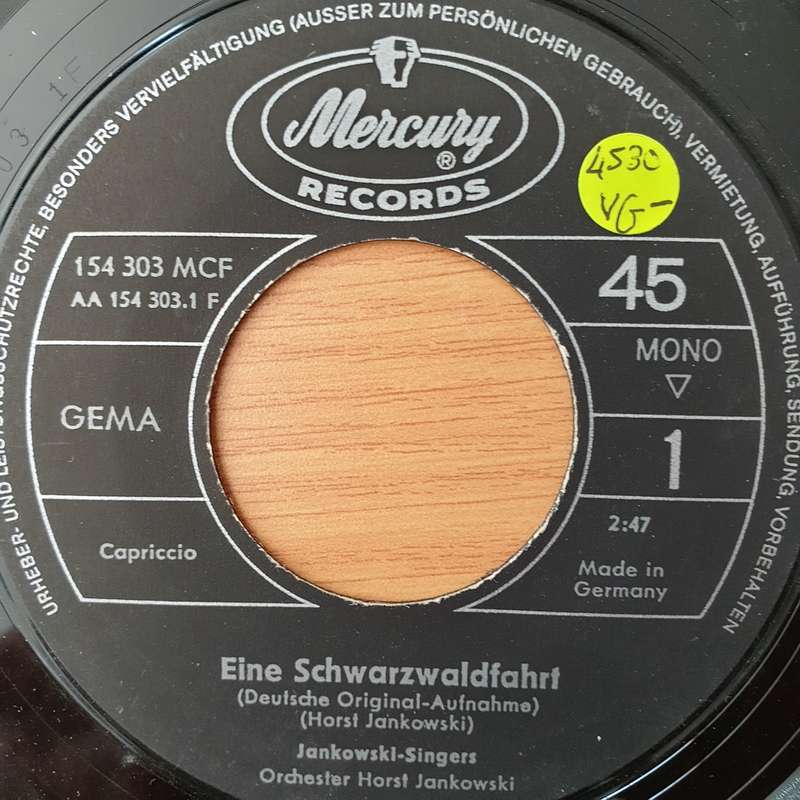 URHEBER- UND LEISTUNGSSCHUTZRECHTE, BESONDERS VERVIELFÄLTIGUNG (AUSSER ZUM PERSÖNLICHEN GEBRAUCH), VERMIETUNG, AUFFÜHRUNG, SENDUNG, VORBEHALTEN
Mercury ®
RECORDS
4530
VG-
154 303 MCF
AA 154 303.1 F
GEMA
Capriccio
45
MONO
▽
1
2:47
Made in
Germany
Eine Schwarzwaldfahrt
(Deutsche Original-Aufnahme)
(Horst Jankowski)
Jankowski-Singers
Orchester Horst Jankowski